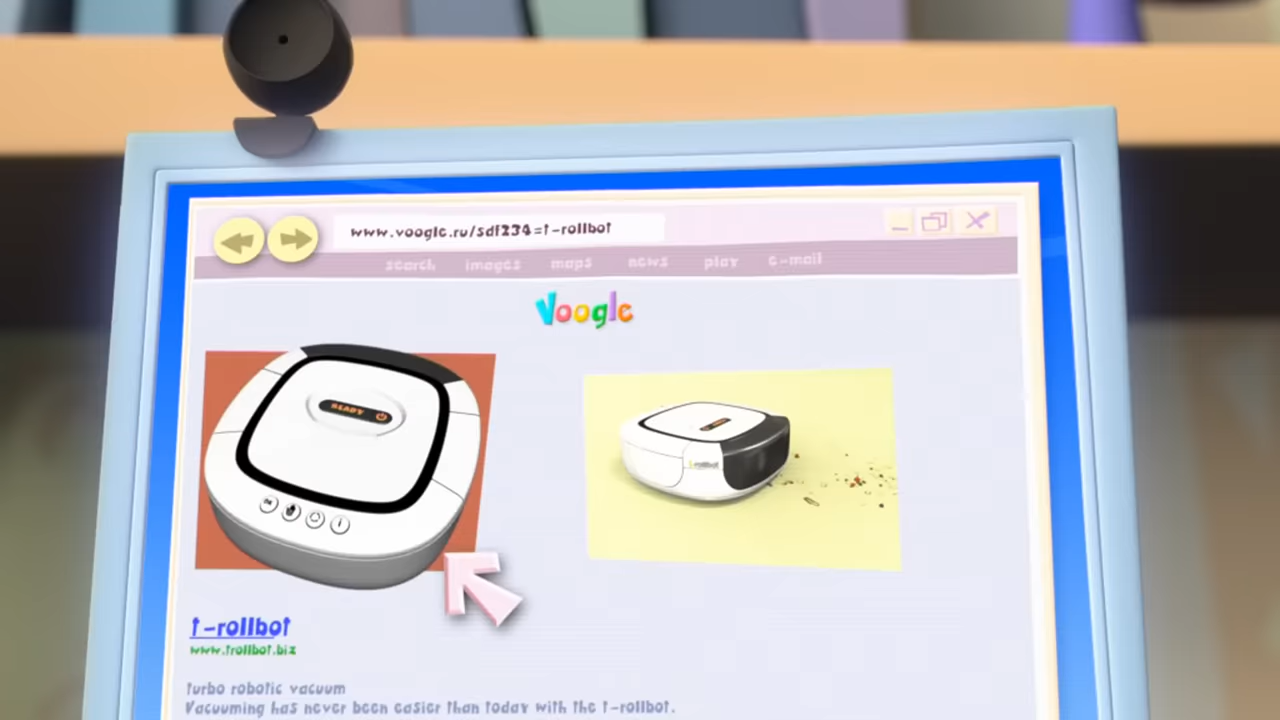 www.voogle.ru/sdf234=t-rollbot
search images maps news play e-mail
Voogle
READY
t-rollbot
t-rollbot
www.trollbot.biz
turbo robotic vacuum
Vacuuming has never been easier than today with the t-rollbot.